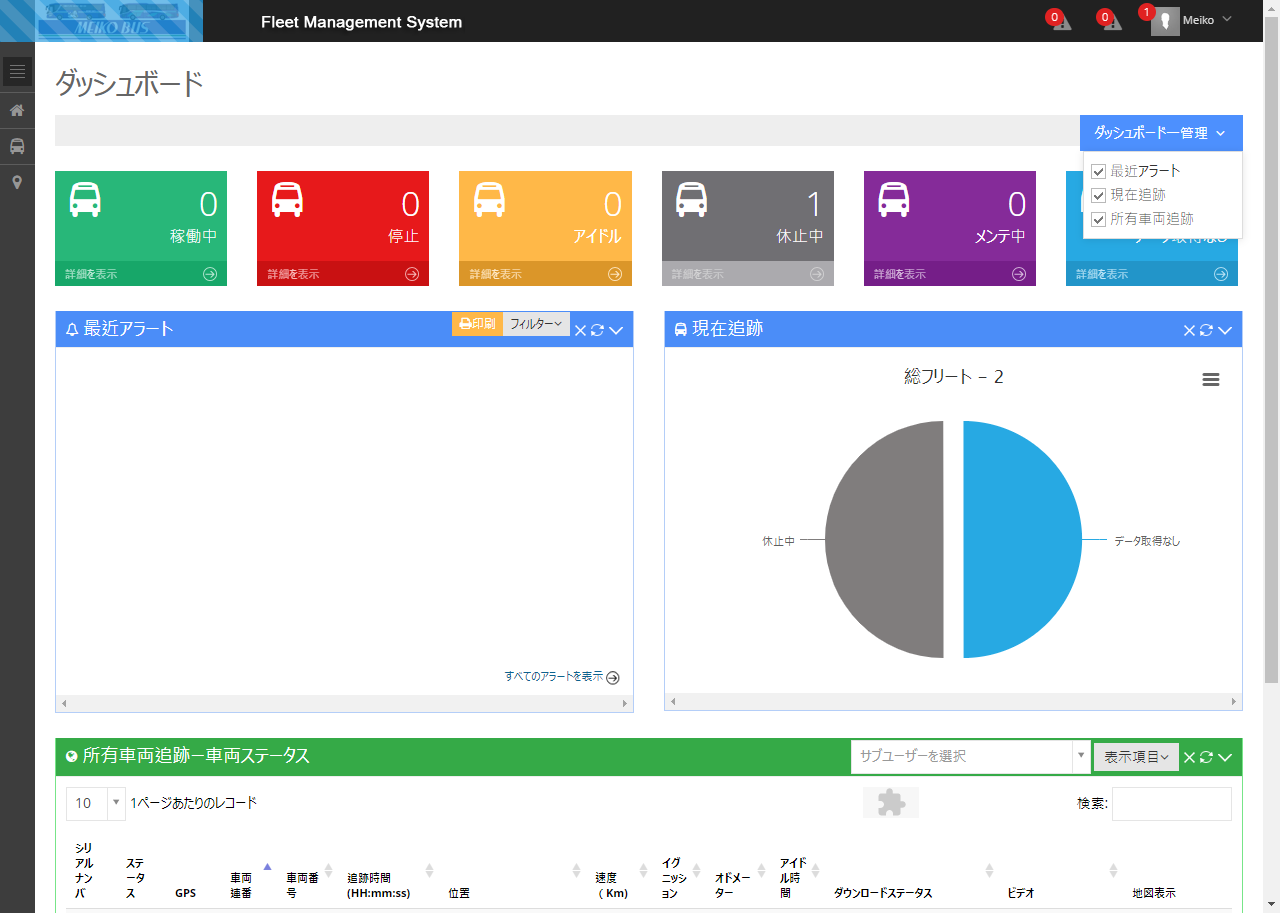 MEIKO BUS
Fleet Management System
0
0
1
Meiko
ダッシュボード
ダッシュボードー管理
最近アラート
現在追跡
所有車両追跡
0
稼働中
詳細を表示
0
停止
詳細を表示
0
アイドル
詳細を表示
1
休止中
詳細を表示
0
メンテ中
詳細を表示
データ取得なし
詳細を表示
最近アラート
印刷
フィルター
すべてのアラートを表示
現在追跡
総フリート – 2
休止中
データ取得なし
所有車両追跡ー車両ステータス
サブユーザーを選択
表示項目
10
1ページあたりのレコード
検索:
シリアルナンバ
ステータス
GPS
車両連番
車両番号
追跡時間
(HH:mm:ss)
位置
速度
( Km)
イグニッション
オドメーター
アイドル時間
ダウンロードステータス
ビデオ
地図表示